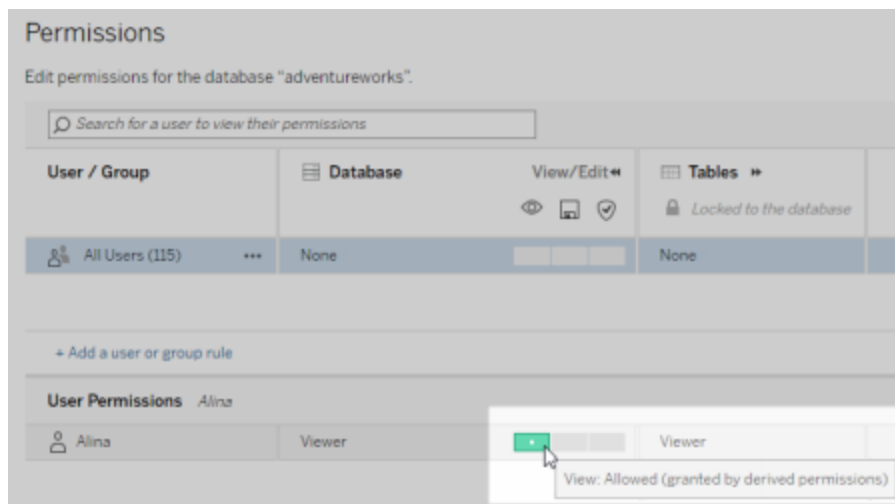 Permissions
Edit permissions for the database "adventureworks".
Search for a user to view their permissions
User / Group Database View/Edit Tables
Locked to the database
All Users (115) ... None None
+ Add a user or group rule
User Permissions Alina
Alina Viewer Viewer
View: Allowed (granted by derived permissions)